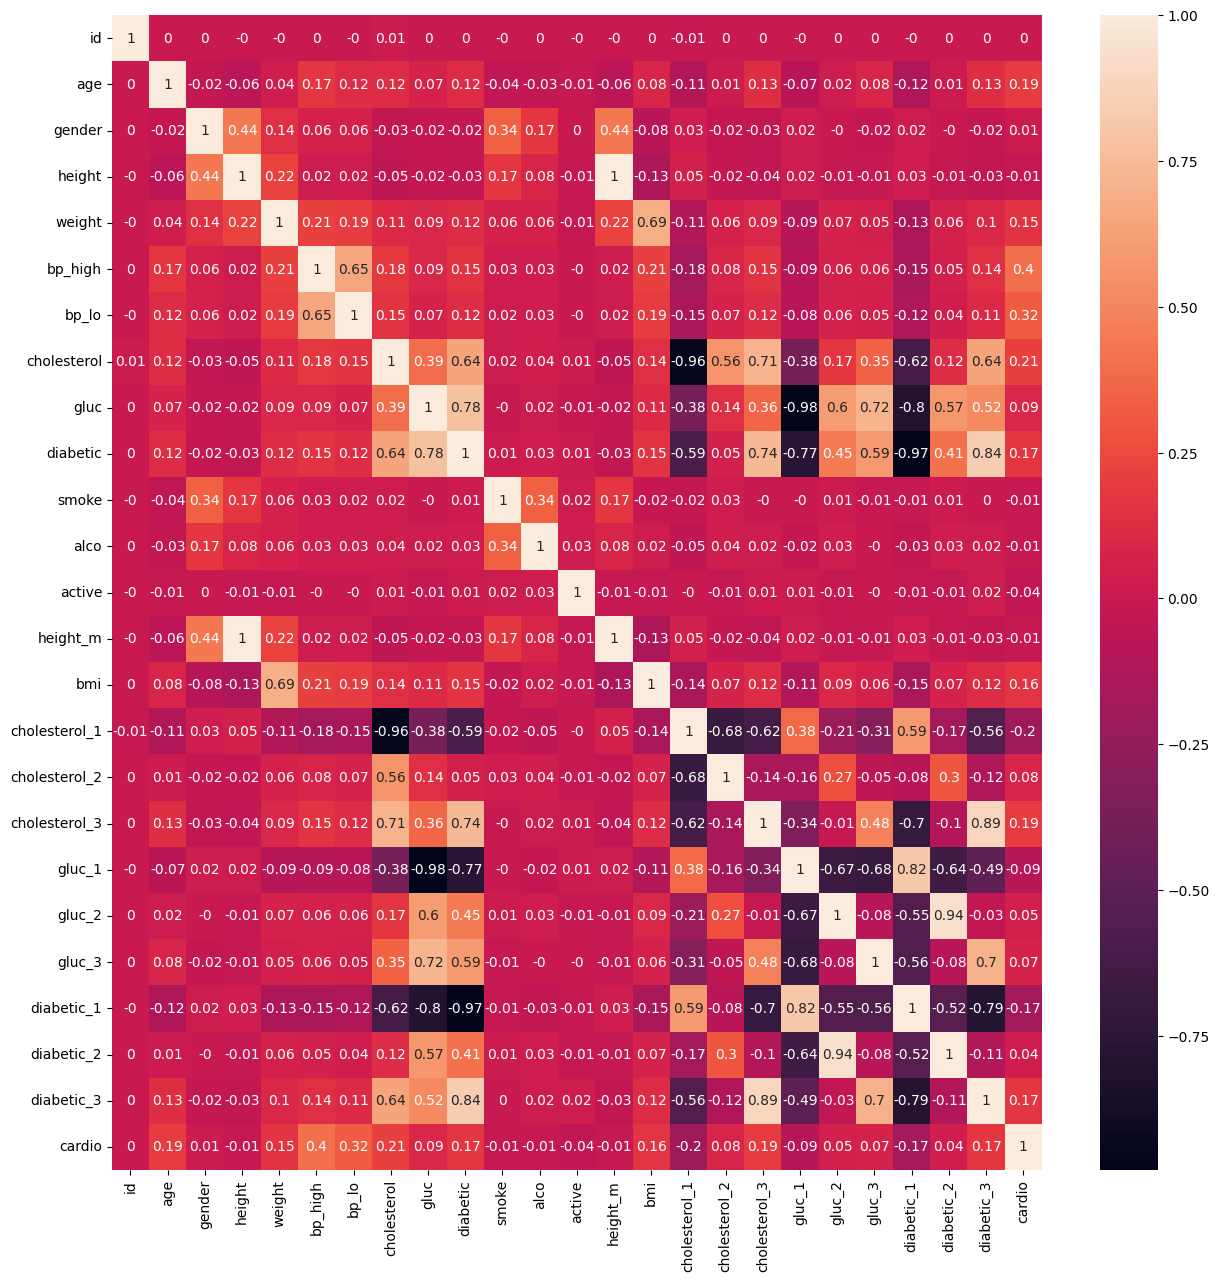 id 1 0 0 -0 -0 0 -0 0.01 0 0 -0 0 -0 -0 0 -0.01 0 0 -0 0 0 -0 0 0 0
age 0 1 -0.02 -0.06 0.04 0.17 0.12 0.12 0.07 0.12 -0.04 -0.03 -0.01 -0.06 0.08 -0.11 0.01 0.13 -0.07 0.02 0.08 -0.12 0.01 0.13 0.19
gender 0 -0.02 1 0.44 0.14 0.06 0.06 -0.03 -0.02 -0.02 0.34 0.17 0 0.44 -0.08 0.03 -0.02 -0.03 0.02 -0 -0.02 0.02 -0 -0.02 0.01
height -0 -0.06 0.44 1 0.22 0.02 0.02 -0.05 -0.02 -0.03 0.17 0.08 -0.01 1 -0.13 0.05 -0.02 -0.04 0.02 -0.01 -0.01 0.03 -0.01 -0.03 -0.01
weight -0 0.04 0.14 0.22 1 0.21 0.19 0.11 0.09 0.12 0.06 0.06 -0.01 0.22 0.69 -0.11 0.06 0.09 -0.09 0.07 0.05 -0.13 0.06 0.1 0.15
bp_high 0 0.17 0.06 0.02 0.21 1 0.65 0.18 0.09 0.15 0.03 0.03 -0 0.02 0.21 -0.18 0.08 0.15 -0.09 0.06 0.06 -0.15 0.05 0.14 0.4
bp_lo -0 0.12 0.06 0.02 0.19 0.65 1 0.15 0.07 0.12 0.02 0.03 -0 0.02 0.19 -0.15 0.07 0.12 -0.08 0.06 0.05 -0.12 0.04 0.11 0.32
cholesterol 0.01 0.12 -0.03 -0.05 0.11 0.18 0.15 1 0.39 0.64 0.02 0.04 0.01 -0.05 0.14 -0.96 0.56 0.71 -0.38 0.17 0.35 -0.62 0.12 0.64 0.21
gluc 0 0.07 -0.02 -0.02 0.09 0.09 0.07 0.39 1 0.78 -0 0.02 -0.01 -0.02 0.11 -0.38 0.14 0.36 -0.98 0.6 0.72 -0.8 0.57 0.52 0.09
diabetic 0 0.12 -0.02 -0.03 0.12 0.15 0.12 0.64 0.78 1 0.01 0.03 0.01 -0.03 0.15 -0.59 0.05 0.74 -0.77 0.45 0.59 -0.97 0.41 0.84 0.17
smoke -0 -0.04 0.34 0.17 0.06 0.03 0.02 0.02 -0 0.01 1 0.34 0.02 0.17 -0.02 -0.02 0.03 -0 -0 0.01 -0.01 -0.01 0.01 0 -0.01
alco 0 -0.03 0.17 0.08 0.06 0.03 0.03 0.04 0.02 0.03 0.34 1 0.03 0.08 0.02 -0.05 0.04 0.02 -0.02 0.03 -0 -0.03 0.03 0.02 -0.01
active -0 -0.01 0 -0.01 -0.01 -0 -0 0.01 -0.01 0.01 0.02 0.03 1 -0.01 -0.01 -0 -0.01 0.01 0.01 -0.01 -0 -0.01 -0.01 0.02 -0.04
height_m -0 -0.06 0.44 1 0.22 0.02 0.02 -0.05 -0.02 -0.03 0.17 0.08 -0.01 1 -0.13 0.05 -0.02 -0.04 0.02 -0.01 -0.01 0.03 -0.01 -0.03 -0.01
bmi 0 0.08 -0.08 -0.13 0.69 0.21 0.19 0.14 0.11 0.15 -0.02 0.02 -0.01 -0.13 1 -0.14 0.07 0.12 -0.11 0.09 0.06 -0.15 0.07 0.12 0.16
cholesterol_1 -0.01 -0.11 0.03 0.05 -0.11 -0.18 -0.15 -0.96 -0.38 -0.59 -0.02 -0.05 -0 0.05 -0.14 1 -0.68 -0.62 0.38 -0.21 -0.31 0.59 -0.17 -0.56 -0.2
cholesterol_2 0 0.01 -0.02 -0.02 0.06 0.08 0.07 0.56 0.14 0.05 0.03 0.04 -0.01 -0.02 0.07 -0.68 1 -0.14 -0.16 0.27 -0.05 -0.08 0.3 -0.12 0.08
cholesterol_3 0 0.13 -0.03 -0.04 0.09 0.15 0.12 0.71 0.36 0.74 -0 0.02 0.01 -0.04 0.12 -0.62 -0.14 1 -0.34 -0.01 0.48 -0.7 -0.1 0.89 0.19
gluc_1 -0 -0.07 0.02 0.02 -0.09 -0.09 -0.08 -0.38 -0.98 -0.77 -0 -0.02 0.01 0.02 -0.11 0.38 -0.16 -0.34 1 -0.67 -0.68 0.82 -0.64 -0.49 -0.09
gluc_2 0 0.02 -0 -0.01 0.07 0.06 0.06 0.17 0.6 0.45 0.01 0.03 -0.01 -0.01 0.09 -0.21 0.27 -0.01 -0.67 1 -0.08 -0.55 0.94 -0.03 0.05
gluc_3 0 0.08 -0.02 -0.01 0.05 0.06 0.05 0.35 0.72 0.59 -0.01 -0 -0 -0.01 0.06 -0.31 -0.05 0.48 -0.68 -0.08 1 -0.56 -0.08 0.7 0.07
diabetic_1 -0 -0.12 0.02 0.03 -0.13 -0.15 -0.12 -0.62 -0.8 -0.97 -0.01 -0.03 -0.01 0.03 -0.15 0.59 -0.08 -0.7 0.82 -0.55 -0.56 1 -0.52 -0.79 -0.17
diabetic_2 0 0.01 -0 -0.01 0.06 0.05 0.04 0.12 0.57 0.41 0.01 0.03 -0.01 -0.01 0.07 -0.17 0.3 -0.1 -0.64 0.94 -0.08 -0.52 1 -0.11 0.04
diabetic_3 0 0.13 -0.02 -0.03 0.1 0.14 0.11 0.64 0.52 0.84 0 0.02 0.02 -0.03 0.12 -0.56 -0.12 0.89 -0.49 -0.03 0.7 -0.79 -0.11 1 0.17
cardio 0 0.19 0.01 -0.01 0.15 0.4 0.32 0.21 0.09 0.17 -0.01 -0.01 -0.04 -0.01 0.16 -0.2 0.08 0.19 -0.09 0.05 0.07 -0.17 0.04 0.17 1
id age gender height weight bp_high bp_lo cholesterol gluc diabetic smoke alco active height_m bmi cholesterol_1 cholesterol_2 cholesterol_3 gluc_1 gluc_2 gluc_3 diabetic_1 diabetic_2 diabetic_3 cardio
1.00
0.75
0.50
0.25
0.00
−0.25
−0.50
−0.75